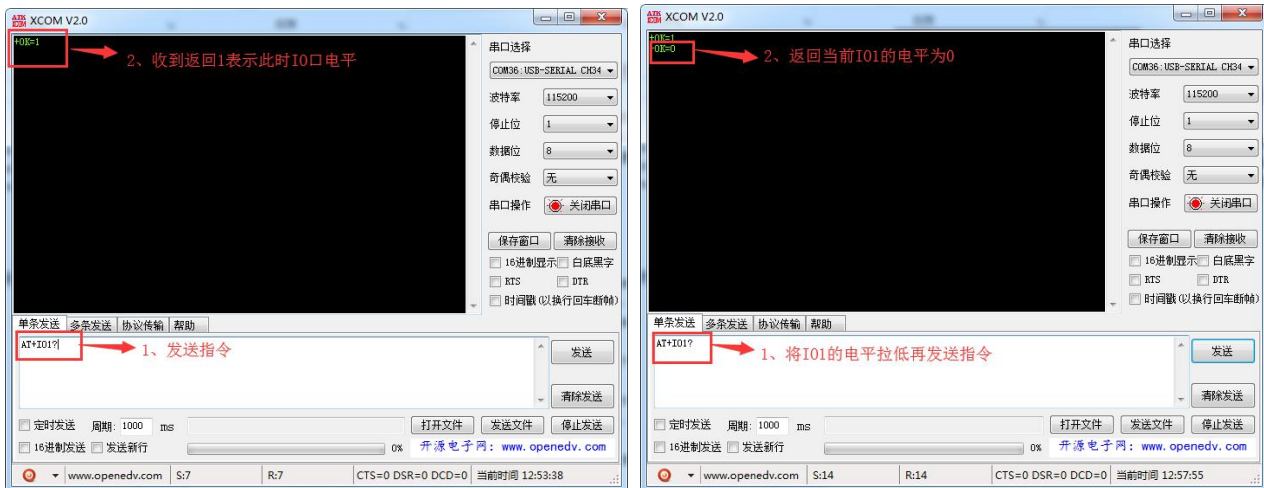 XCOM V2.0
+OK=1
2、收到返回1表示此时IO口电平
串口选择
COM36:USB-SERIAL CH34
波特率 115200
停止位 1
数据位 8
奇偶校验 无
串口操作 关闭串口
保存窗口 清除接收
16进制显示 白底黑字
RTS DTR
时间戳(以换行回车断帧)
单条发送 多条发送 协议传输 帮助
AT+IO1?
1、发送指令
发送
清除发送
定时发送 周期: 1000 ms 打开文件 发送文件 停止发送
16进制发送 发送新行 0% 开源电子网: www.openedv.com
www.openedv.com S:7 R:7 CTS=0 DSR=0 DCD=0 当前时间 12:53:38
XCOM V2.0
+OK=1
+OK=0
2、返回当前IO1的电平为0
串口选择
COM36:USB-SERIAL CH34
波特率 115200
停止位 1
数据位 8
奇偶校验 无
串口操作 关闭串口
保存窗口 清除接收
16进制显示 白底黑字
RTS DTR
时间戳(以换行回车断帧)
单条发送 多条发送 协议传输 帮助
AT+IO1?
1、将IO1的电平拉低再发送指令
发送
清除发送
定时发送 周期: 1000 ms 打开文件 发送文件 停止发送
16进制发送 发送新行 0% 开源电子网: www.openedv.com
www.openedv.com S:14 R:14 CTS=0 DSR=0 DCD=0 当前时间 12:57:55